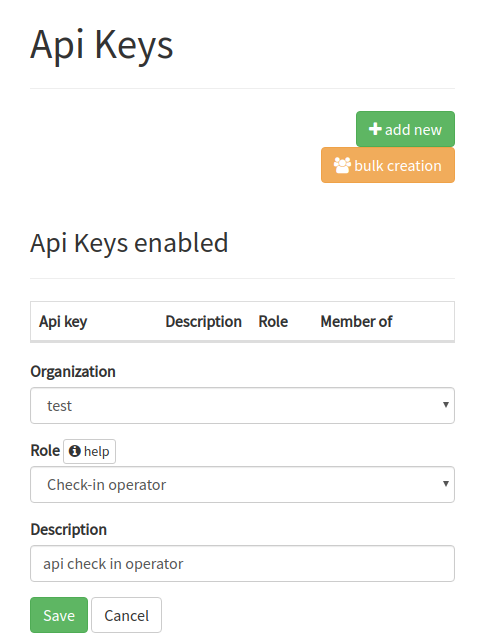 Api Keys
add new
bulk creation
Api Keys enabled
Api key Description Role Member of
Organization
test
Role help
Check-in operator
Description
api check in operator
Save Cancel